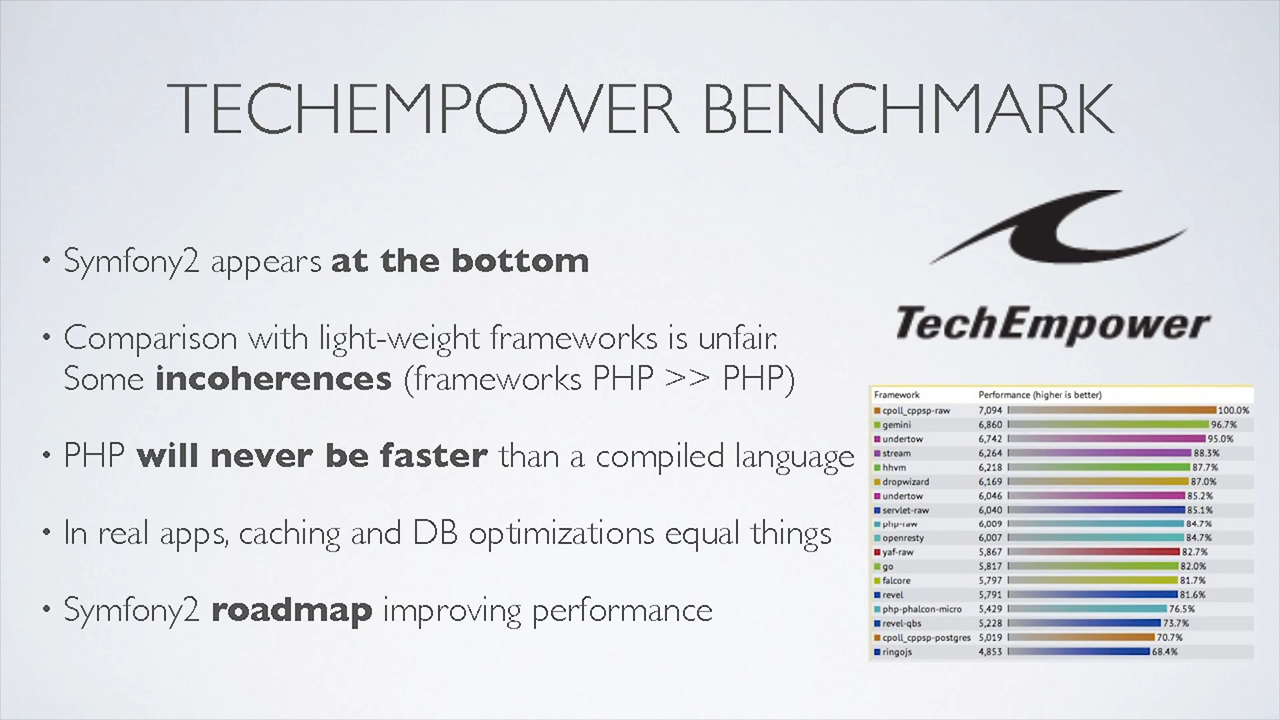 TECHEMPOWER BENCHMARK
• Symfony2 appears at the bottom
• Comparison with light-weight frameworks is unfair.
Some incoherences (frameworks PHP >> PHP)
• PHP will never be faster than a compiled language
• In real apps, caching and DB optimizations equal things
• Symfony2 roadmap improving performance
TechEmpower
Framework Performance (higher is better)
cpoll_cppsp-raw 7,094 100.0%
gemini 6,860 96.7%
undertow 6,742 95.0%
stream 6,264 88.3%
hhvm 6,218 87.7%
dropwizard 6,169 87.0%
undertow 6,046 85.2%
servlet-raw 6,040 85.1%
php-raw 6,009 84.7%
openresty 6,007 84.7%
yaf-raw 5,867 82.7%
go 5,817 82.0%
falcore 5,797 81.7%
revel 5,791 81.6%
php-phalcon-micro 5,429 76.5%
revel-qbs 5,228 73.7%
cpoll_cppsp-postgres 5,019 70.7%
ringojs 4,853 68.4%